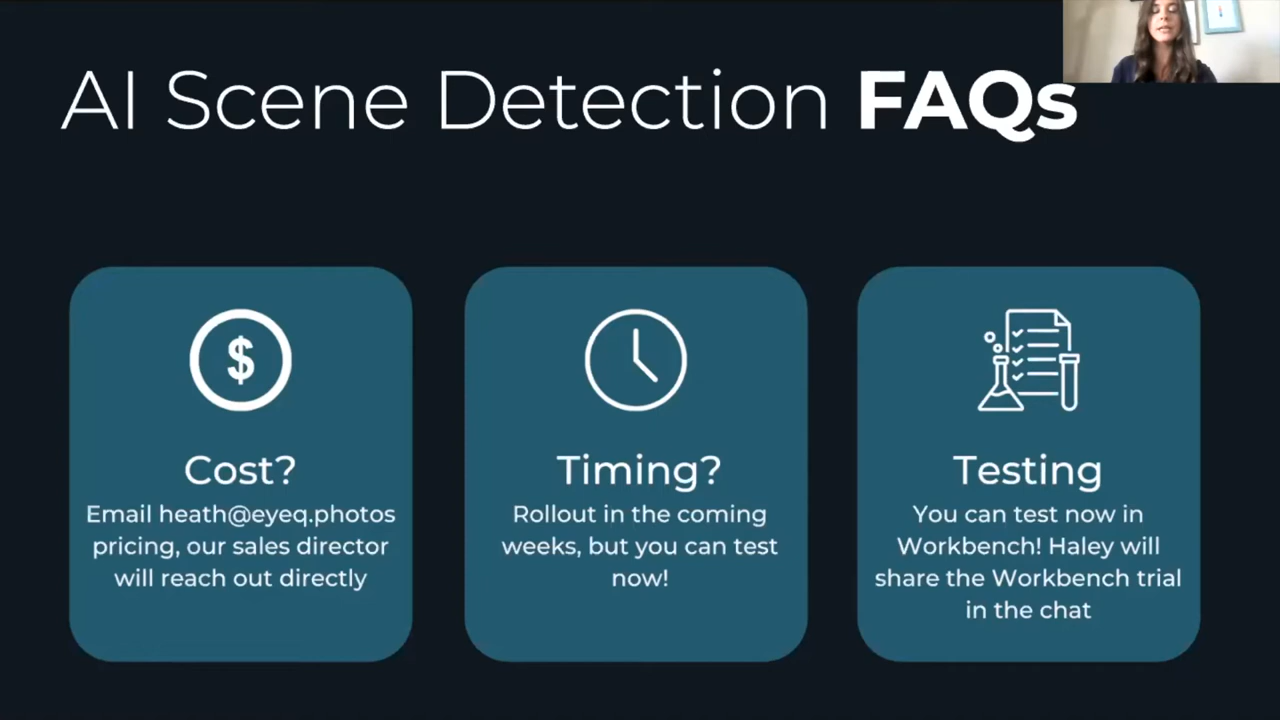 AI Scene Detection FAQs
$
Cost?
Email heath@eyeq.photos
pricing, our sales director
will reach out directly
Timing?
Rollout in the coming
weeks, but you can test
now!
Testing
You can test now in
Workbench! Haley will
share the Workbench trial
in the chat